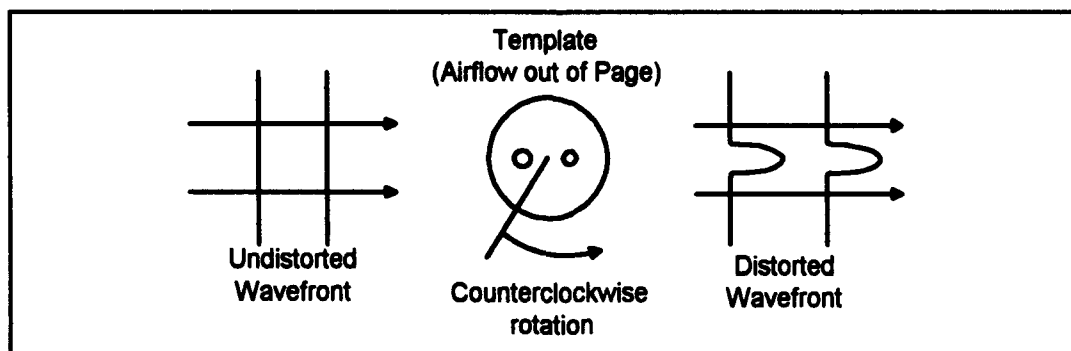 Template
(Airflow out of Page)
Undistorted
Wavefront
Counterclockwise
rotation
Distorted
Wavefront